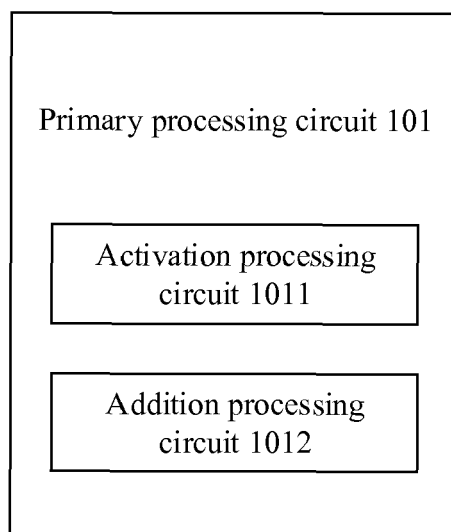 Primary processing circuit 101
Activation processing
circuit 1011
Addition processing
circuit 1012